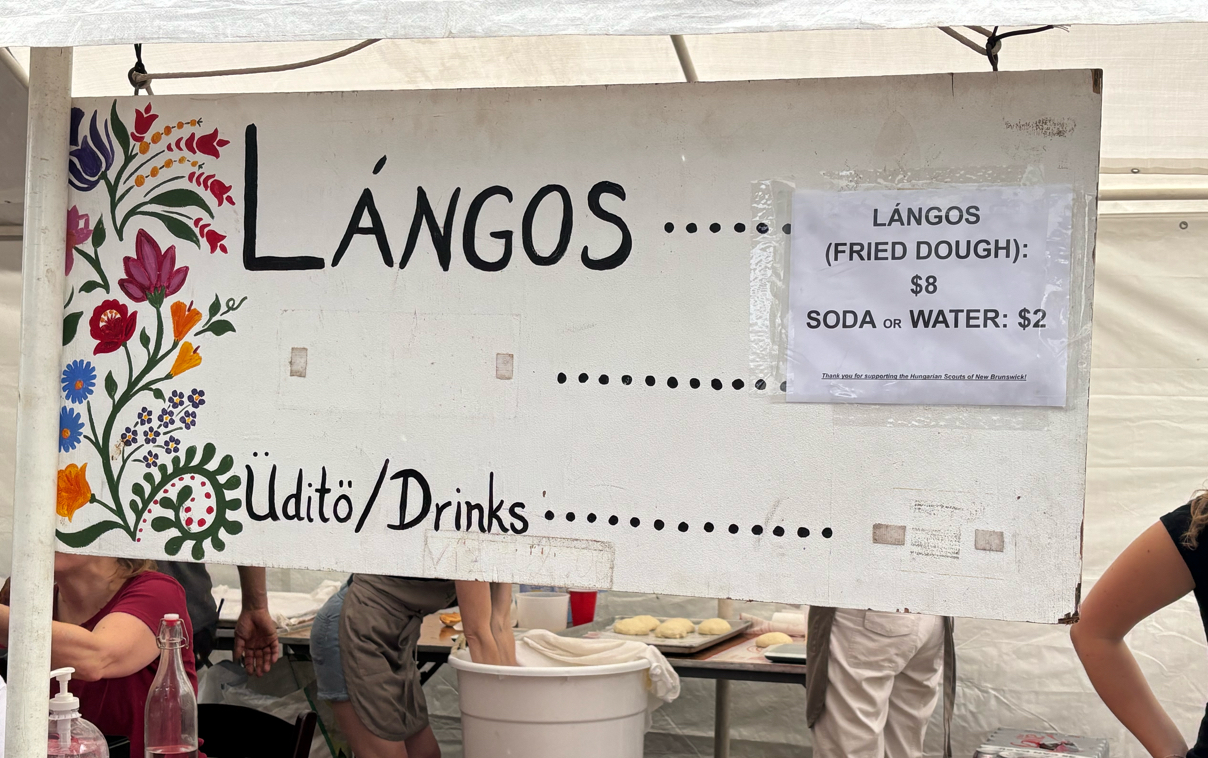 LÁNGOS ......
LÁNGOS
(FRIED DOUGH):
$8
SODA OR WATER: $2
Thank you for supporting the Hungarian Scouts of New Brunswick!
Üditö/Drinks ............